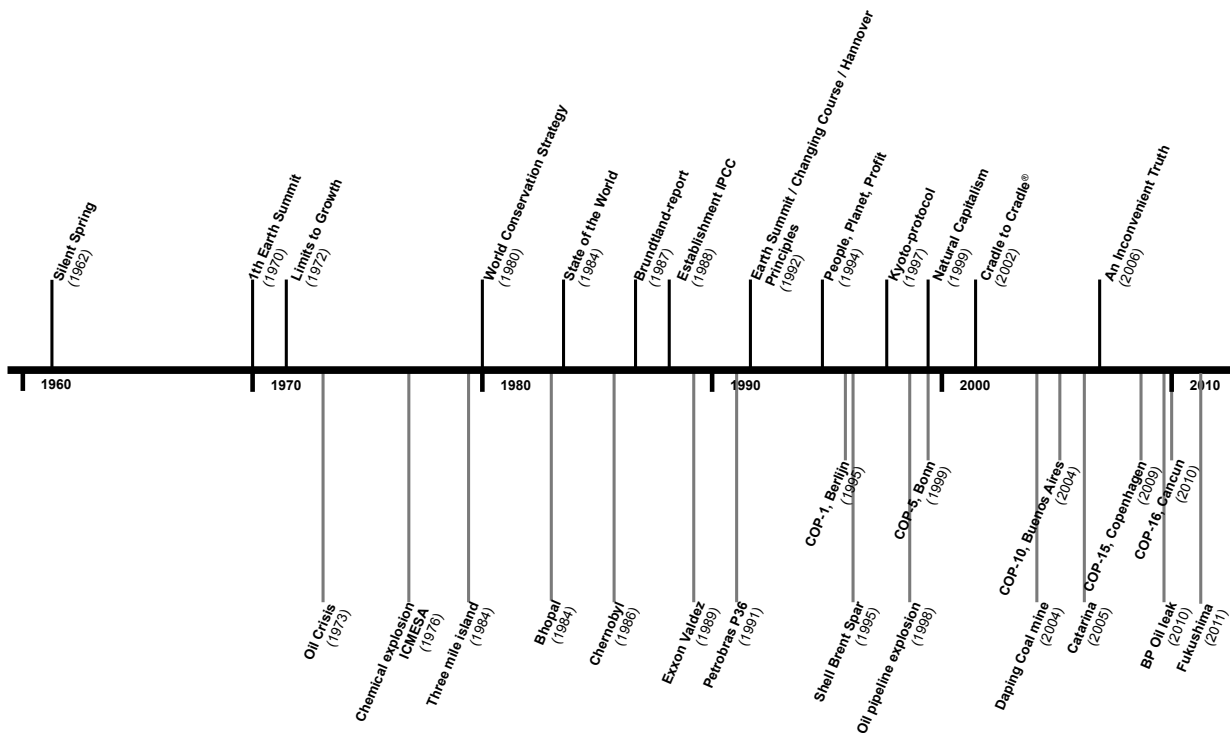 Silent Spring
(1962)
1th Earth Summit
(1970)
Limits to Growth
(1972)
World Conservation Strategy
(1980)
State of the World
(1984)
Brundtland-report
(1987)
Establishment IPCC
(1988)
Earth Summit / Changing Course / Hannover
Principles
(1992)
People, Planet, Profit
(1994)
Kyoto-protocol
(1997)
Natural Capitalism
(1999)
Cradle to Cradle®
(2002)
An Inconvenient Truth
(2006)
1960
1970
1980
1990
2000
2010
COP-1, Berlijn
(1995)
COP-5, Bonn
(1999)
COP-10, Buenos Aires
(2004)
COP-15, Copenhagen
(2009)
COP-16, Cancun
(2010)
Oil Crisis
(1973)
Chemical explosion
ICMESA
(1976)
Three mile island
(1984)
Bhopal
(1984)
Chernobyl
(1986)
Exxon Valdez
(1989)
Petrobras P36
(1991)
Shell Brent Spar
(1995)
Oil pipeline explosion
(1998)
Daping Coal mine
(2004)
Catarina
(2005)
BP Oil leak
(2010)
Fukushima
(2011)